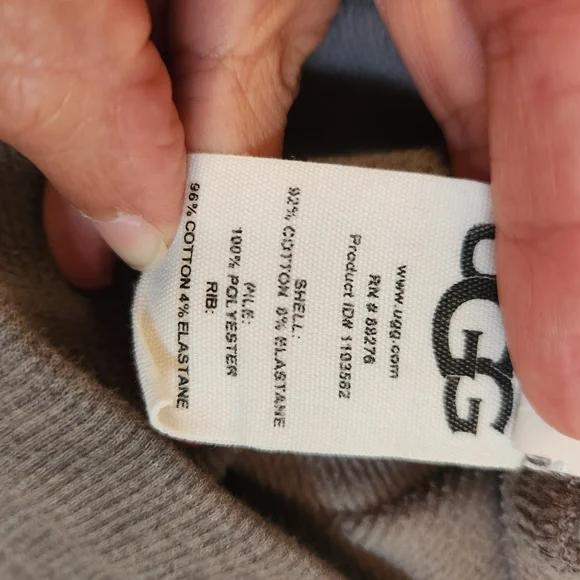 UGG
www.ugg.com
RN # 88276
Product ID# 1103562
SHELL:
92% COTTON 8% ELASTANE
PILE:
100% POLYESTER
RIB:
96% COTTON 4% ELASTANE